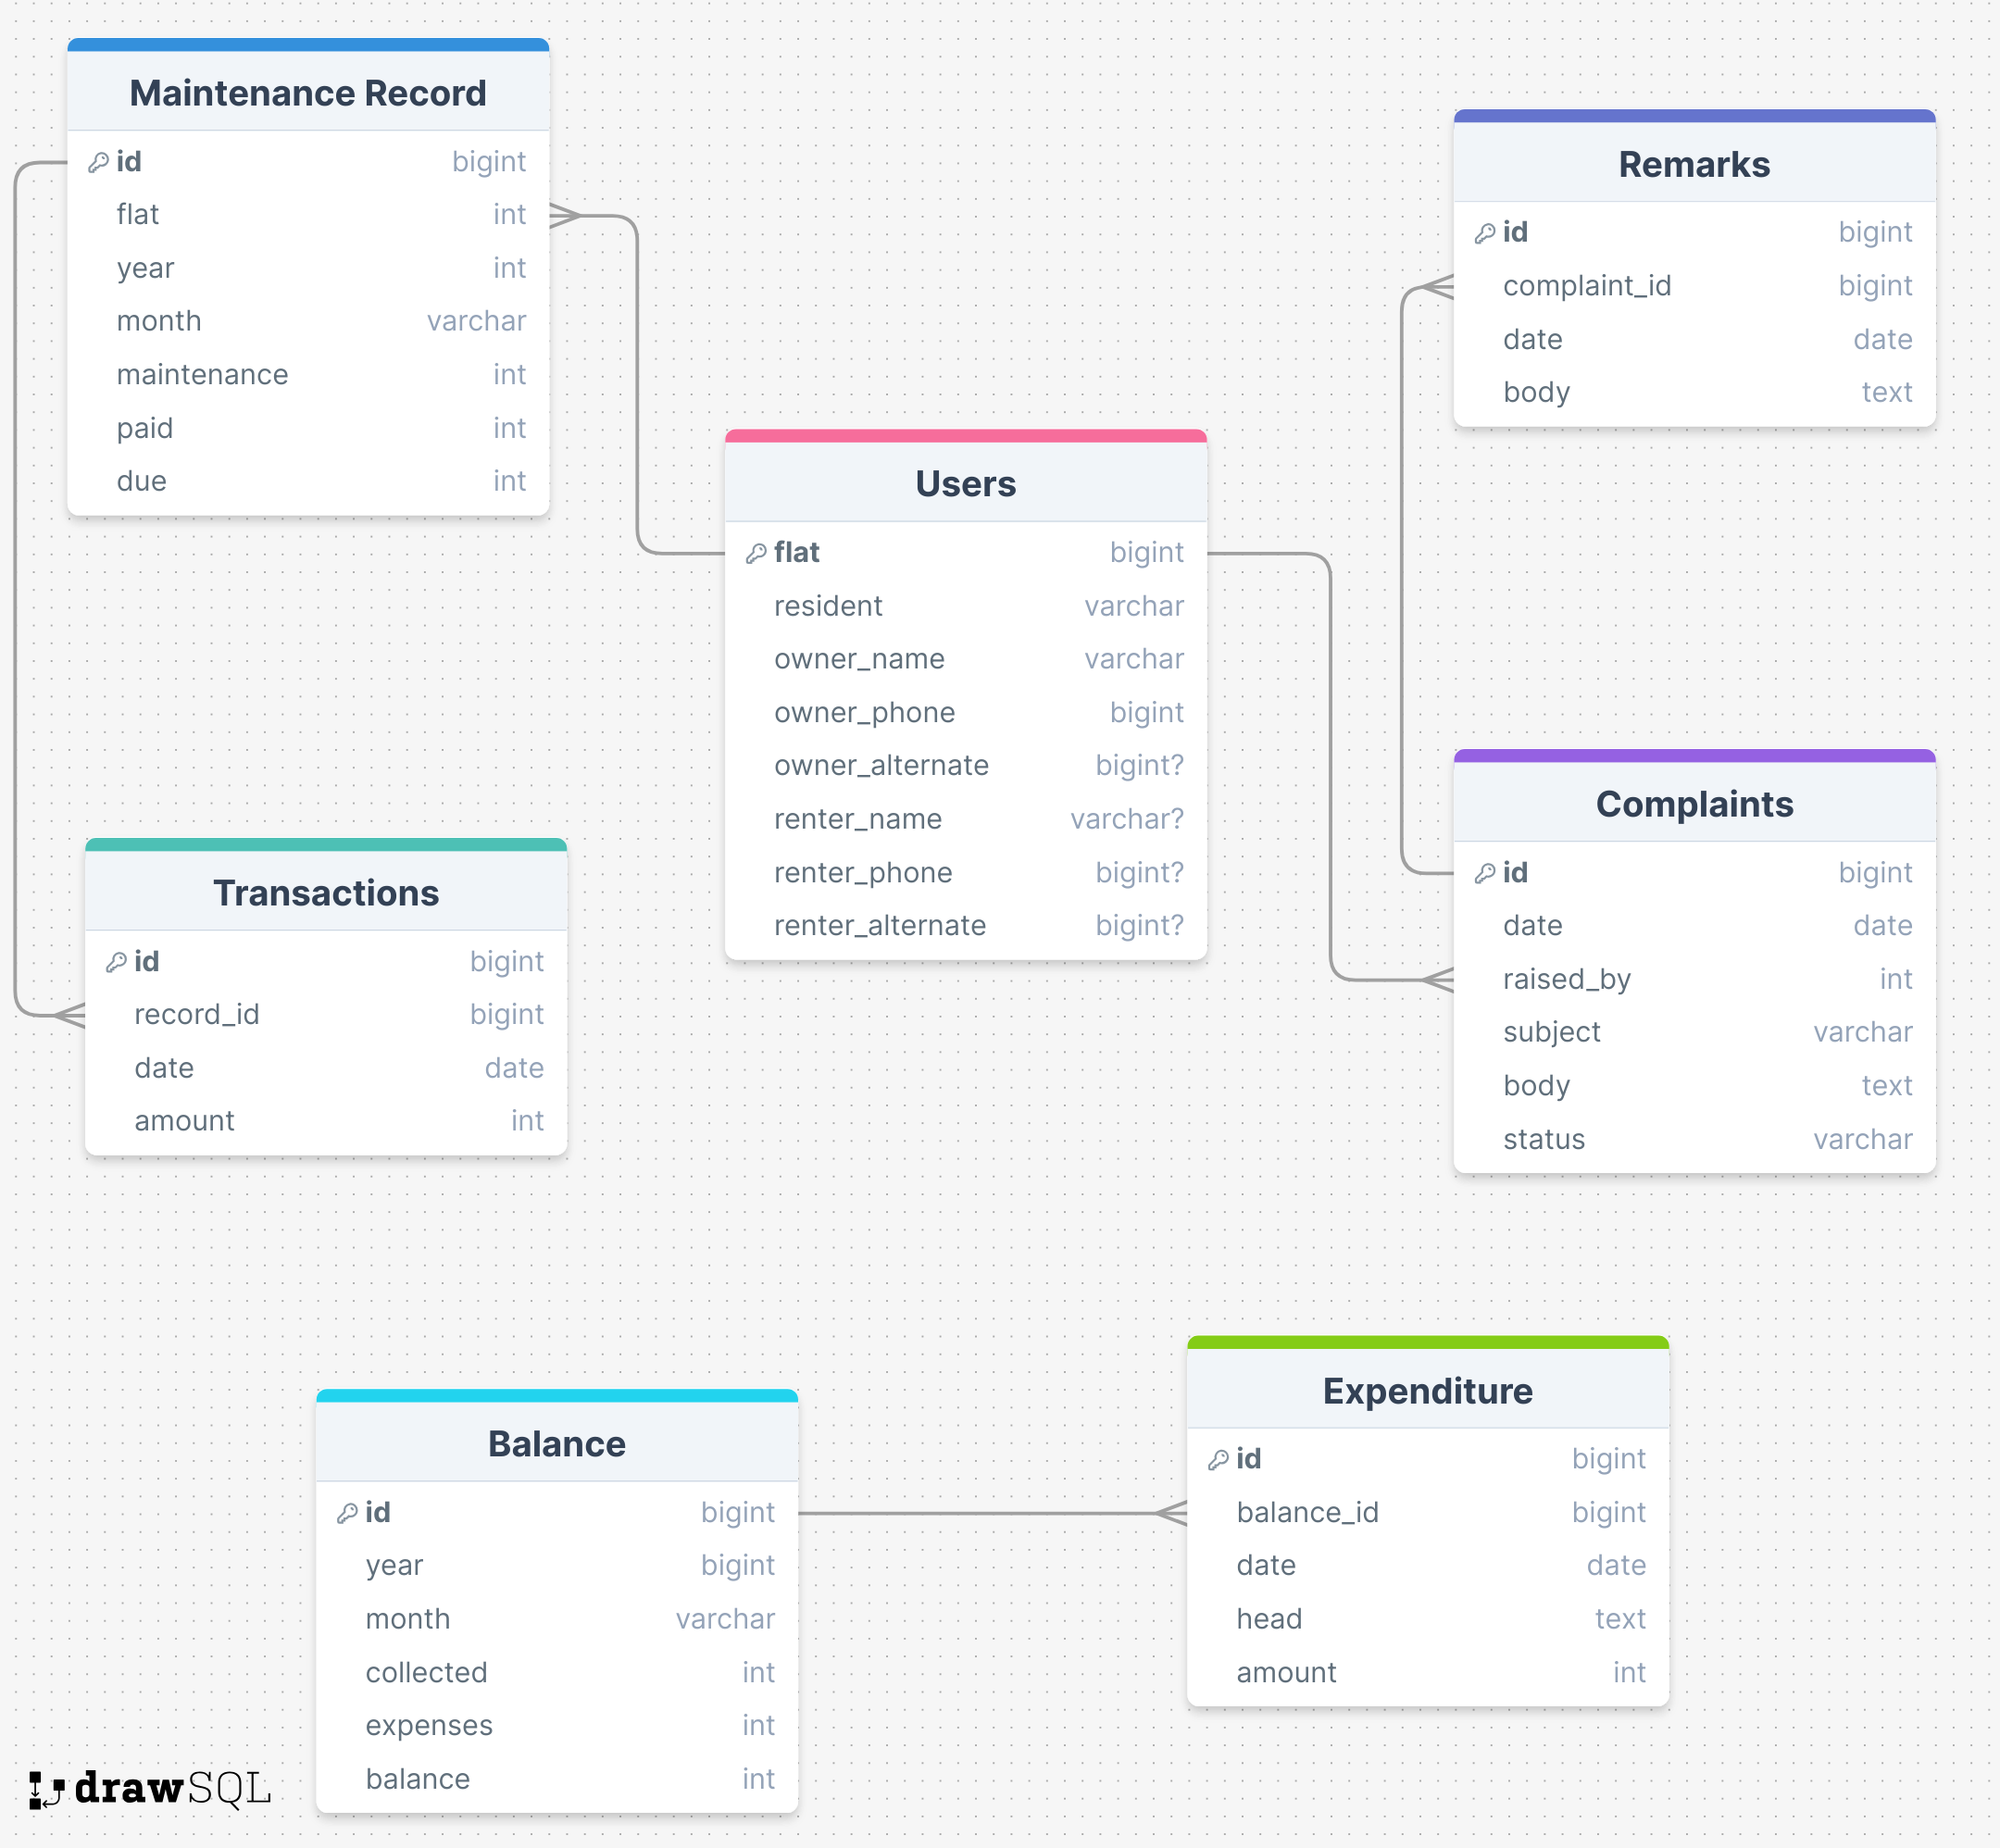 Maintenance Record
id bigint
flat int
year int
month varchar
maintenance int
paid int
due int
Remarks
id bigint
complaint_id bigint
date date
body text
Users
flat bigint
resident varchar
owner_name varchar
owner_phone bigint
owner_alternate bigint?
renter_name varchar?
renter_phone bigint?
renter_alternate bigint?
Complaints
id bigint
date date
raised_by int
subject varchar
body text
status varchar
Transactions
id bigint
record_id bigint
date date
amount int
Balance
id bigint
year bigint
month varchar
collected int
expenses int
balance int
Expenditure
id bigint
balance_id bigint
date date
head text
amount int
drawSQL